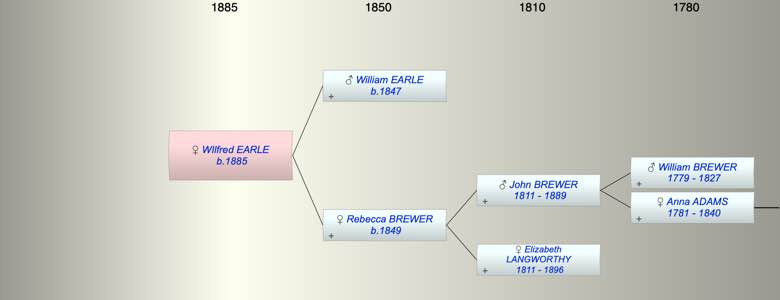 1885
1850
1810
1780
♂ William EARLE
b.1847
+
♀ WIlfred EARLE
b.1885
♂ William BREWER
1779 - 1827
+
♂ John BREWER
1811 - 1889
+
♀ Anna ADAMS
1781 - 1840
+
♀ Rebecca BREWER
b.1849
+
♀ Elizabeth
LANGWORTHY
1811 - 1896
+